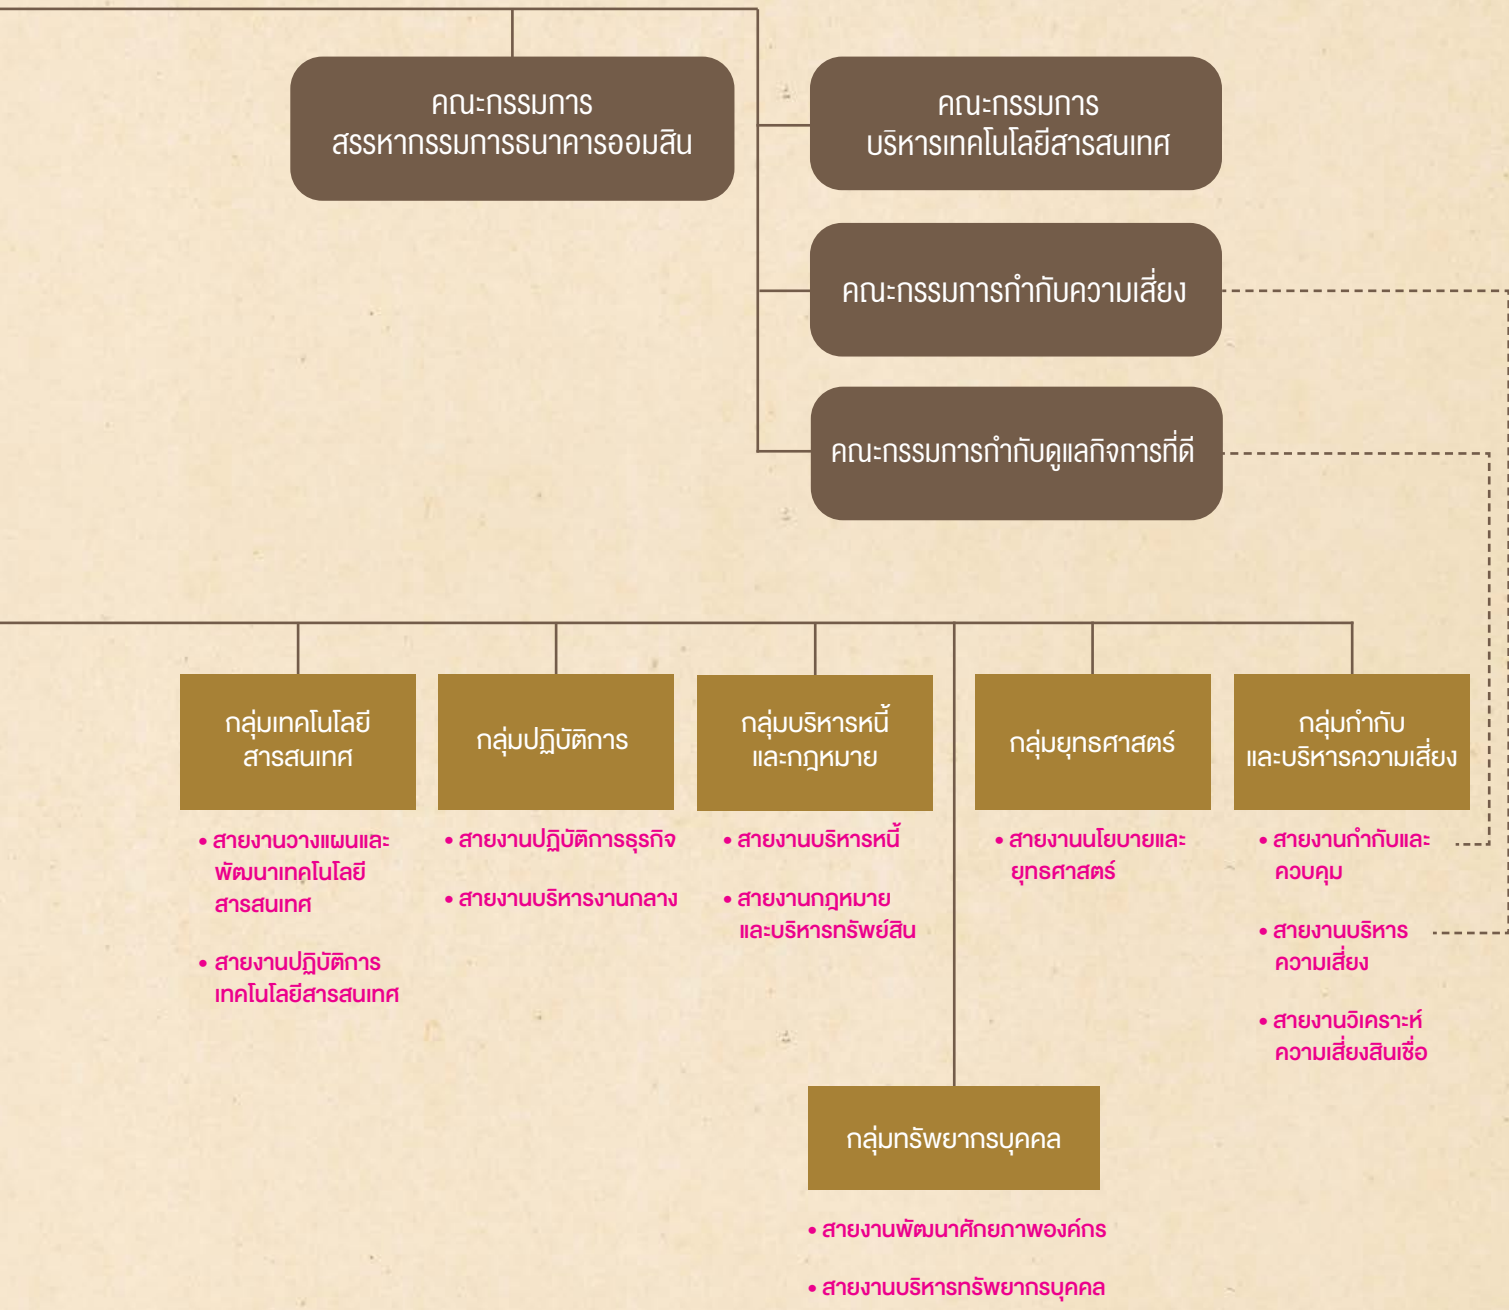 คณะกรรมการ
สรรหากรรมการธนาคารออมสิน
คณะกรรมการ
บริหารเทคโนโลยีสารสนเทศ
คณะกรรมการกำกับความเสี่ยง
คณะกรรมการกำกับดูแลกิจการที่ดี
กลุ่มเทคโนโลยี
สารสนเทศ
• สายงานวางแผนและ
พัฒนาเทคโนโลยี
สารสนเทศ
• สายงานปฏิบัติการ
เทคโนโลยีสารสนเทศ
กลุ่มปฏิบัติการ
• สายงานปฏิบัติการธุรกิจ
• สายงานบริหารงานกลาง
กลุ่มบริหารหนี้
และกฎหมาย
• สายงานบริหารหนี้
• สายงานกฎหมาย
และบริหารทรัพย์สิน
กลุ่มยุทธศาสตร์
• สายงานนโยบายและ
ยุทธศาสตร์
กลุ่มกำกับ
และบริหารความเสี่ยง
• สายงานกำกับและ
ควบคุม
• สายงานบริหาร
ความเสี่ยง
• สายงานวิเคราะห์
ความเสี่ยงสินเชื่อ
กลุ่มทรัพยากรบุคคล
• สายงานพัฒนาศักยภาพองค์กร
• สายงานบริหารทรัพยากรบุคคล